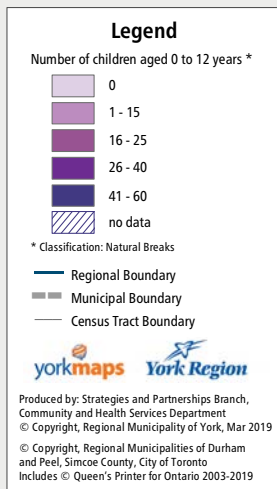 Legend
Number of children aged 0 to 12 years *
0
1 - 15
16 - 25
26 - 40
41 - 60
no data
* Classification: Natural Breaks
Regional Boundary
Municipal Boundary
Census Tract Boundary
yorkmaps York Region
Produced by: Strategies and Partnerships Branch,
Community and Health Services Department
© Copyright, Regional Municipality of York, Mar 2019
© Copyright, Regional Municipalities of Durham
and Peel, Simcoe County, City of Toronto
Includes © Queen's Printer for Ontario 2003-2019